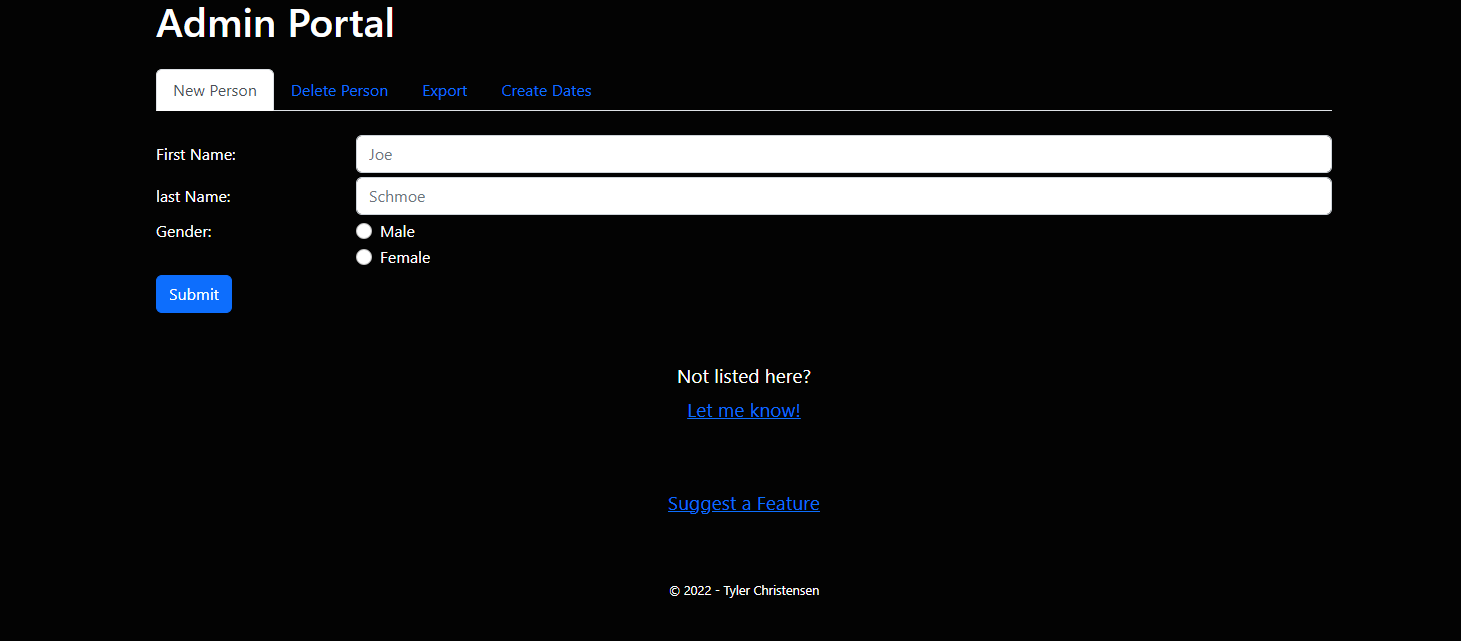 Admin Portal
New Person Delete Person Export Create Dates
First Name: Joe
last Name: Schmoe
Gender: Male
Female
Submit
Not listed here?
Let me know!
Suggest a Feature
© 2022 - Tyler Christensen